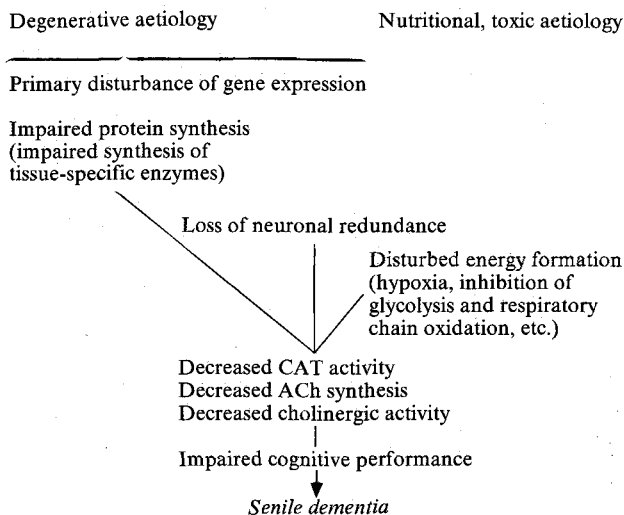 Degenerative aetiology
Nutritional, toxic aetiology
Primary disturbance of gene expression
Impaired protein synthesis
(impaired synthesis of
tissue-specific enzymes)
Loss of neuronal redundance
Disturbed energy formation
(hypoxia, inhibition of
glycolysis and respiratory
chain oxidation, etc.)
Decreased CAT activity
Decreased ACh synthesis
Decreased cholinergic activity
Impaired cognitive performance
Senile dementia